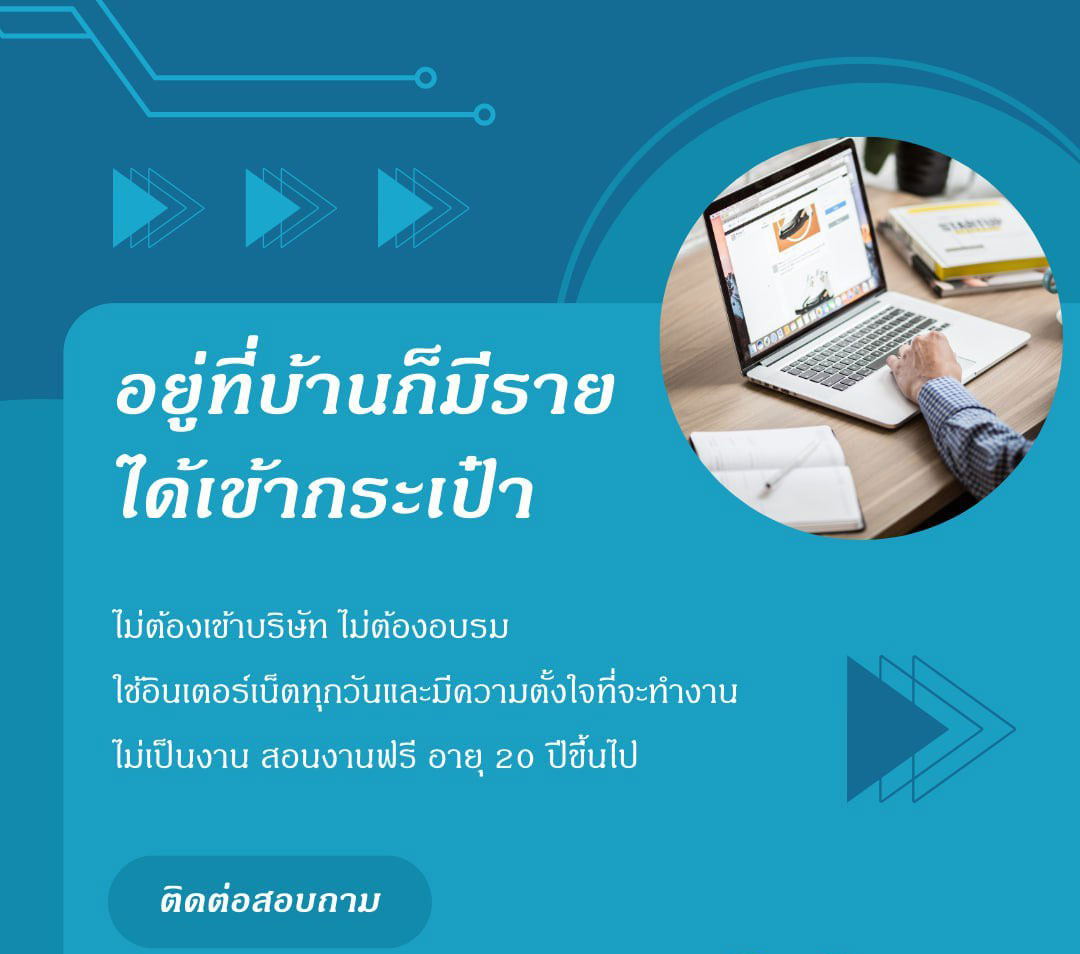 อยู่ที่บ้านก็มีราย
ได้เข้ากระเป๋า
ไม่ต้องเข้าบริษัท ไม่ต้องอบรม
ใช้อินเตอร์เน็ตทุกวันและมีความตั้งใจที่จะทำงาน
ไม่เป็นงาน สอนงานฟรี อายุ 20 ปีขึ้นไป
ติดต่อสอบถาม
STARTUP